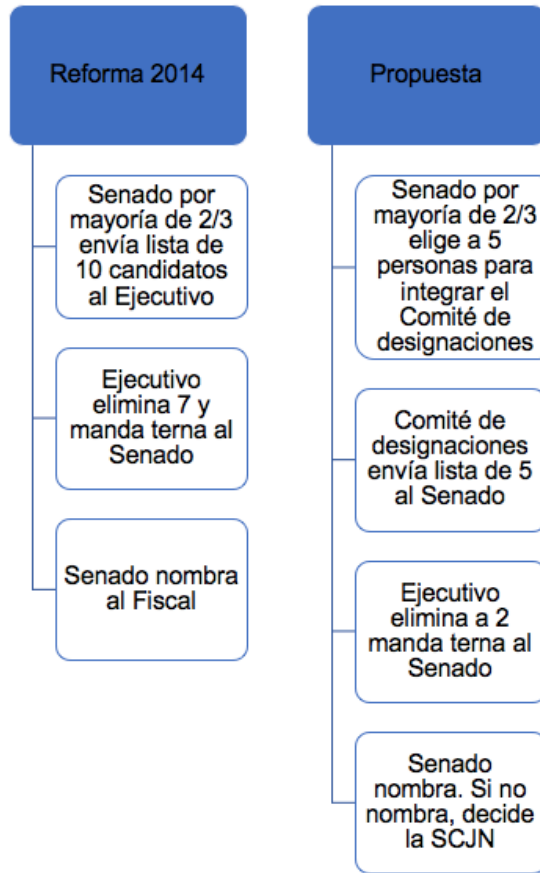 Reforma 2014
Senado por
mayoría de 2/3
envía lista de
10 candidatos
al Ejecutivo
Ejecutivo
elimina 7 y
manda terna al
Senado
Senado nombra
al Fiscal
Propuesta
Senado por
mayoría de 2/3
elige a 5
personas para
integrar el
Comité de
designaciones
Comité de
designaciones
envía lista de 5
al Senado
Ejecutivo
elimina a 2
manda terna al
Senado
Senado
nombra. Si no
nombra, decide
la SCJN